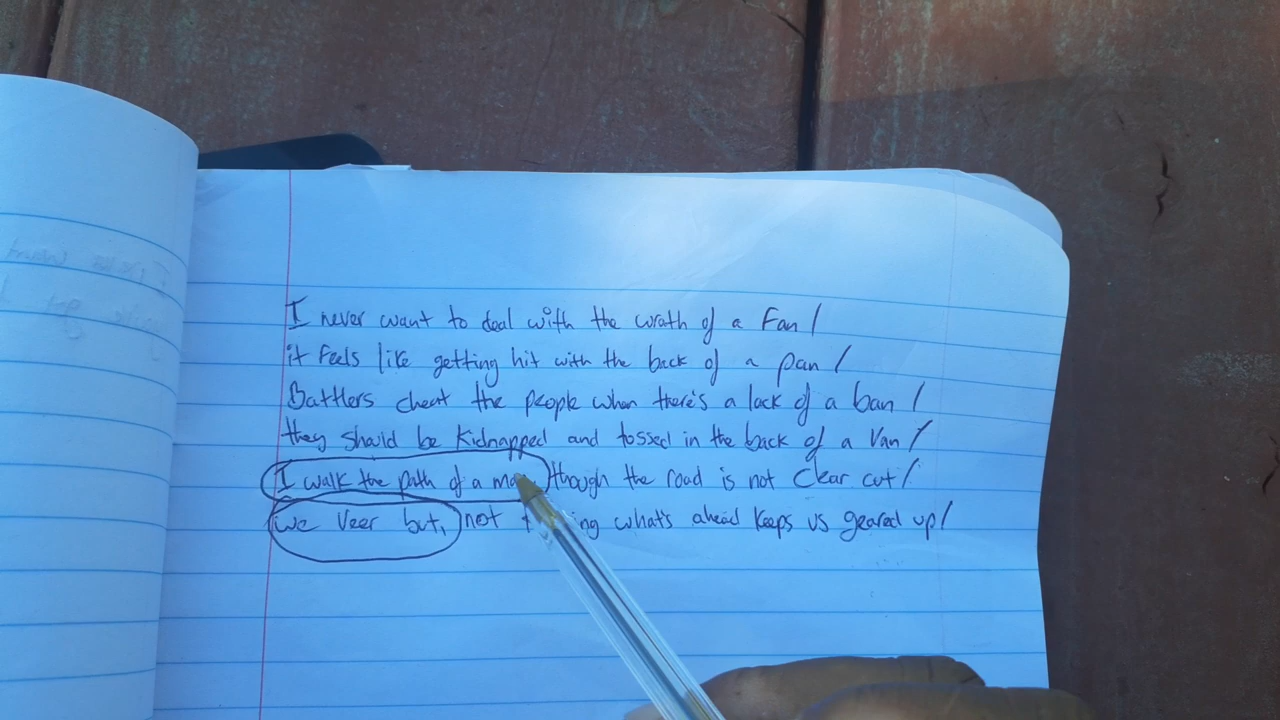 I never want to deal with the wrath of a Fan/
it Feels like getting hit with the back of a pan/
Battlers cheat the people when there's a lack of a ban/
they should be kidnapped and tossed in the back of a Van/
I walk the path of a though the road is not clear cut/
we veer but, not what's ahead keeps us geared up/